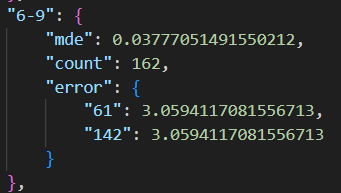 "6-9": {
"mde": 0.03777051491550212,
"count": 162,
"error": {
"61": 3.0594117081556713,
"142": 3.0594117081556713
}
},